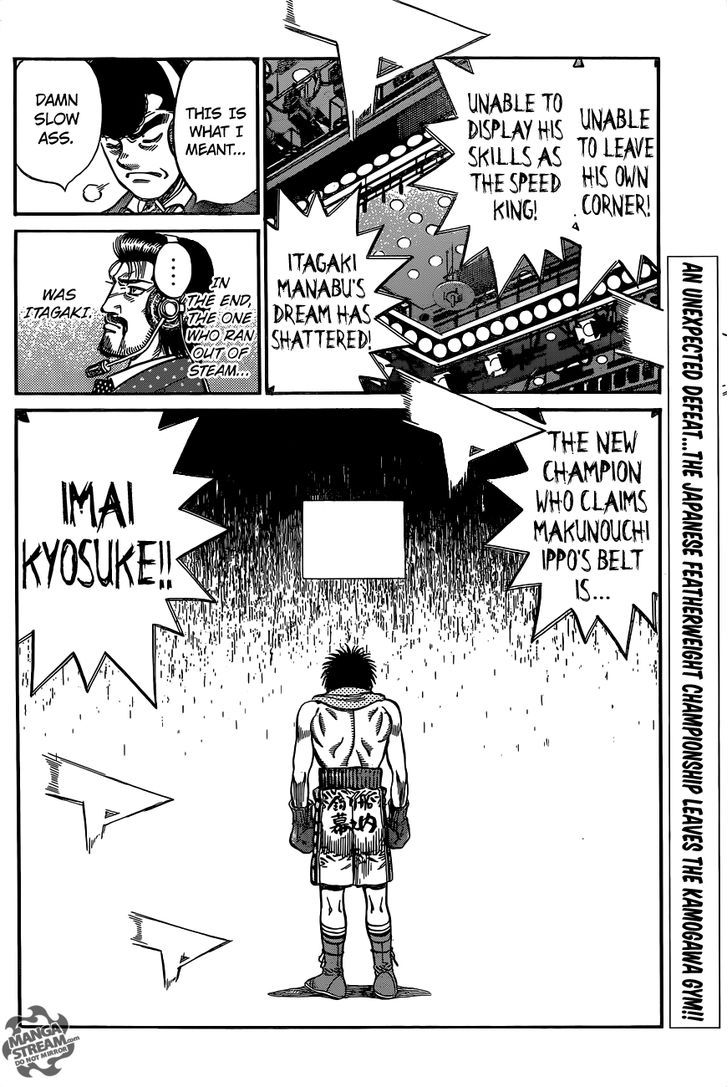 UNABLE
TO LEAVE
HIS OWN
CORNER!
UNABLE TO
DISPLAY HIS
SKILLS AS
THE SPEED
KING!
ITAGAKI
MANABU'S
DREAM HAS
SHATTERED!
THIS IS
WHAT I
MEANT...
DAMN
SLOW
ASS.
....
IN
THE END,
THE ONE
WHO RAN
OUT OF
STEAM...
WAS
ITAGAKI.
THE NEW
CHAMPION
WHO CLAIMS
MAKUNOUCHI
IPPO'S BELT
IS...
IMAI
KYOSUKE!!
釣船
幕之内
AN UNEXPECTED DEFEAT...THE JAPANESE FEATHERWEIGHT CHAMPIONSHIP LEAVES THE KAMOGAWA GYM!!
MANGA
STREAM.com
DO NOT MIRROR